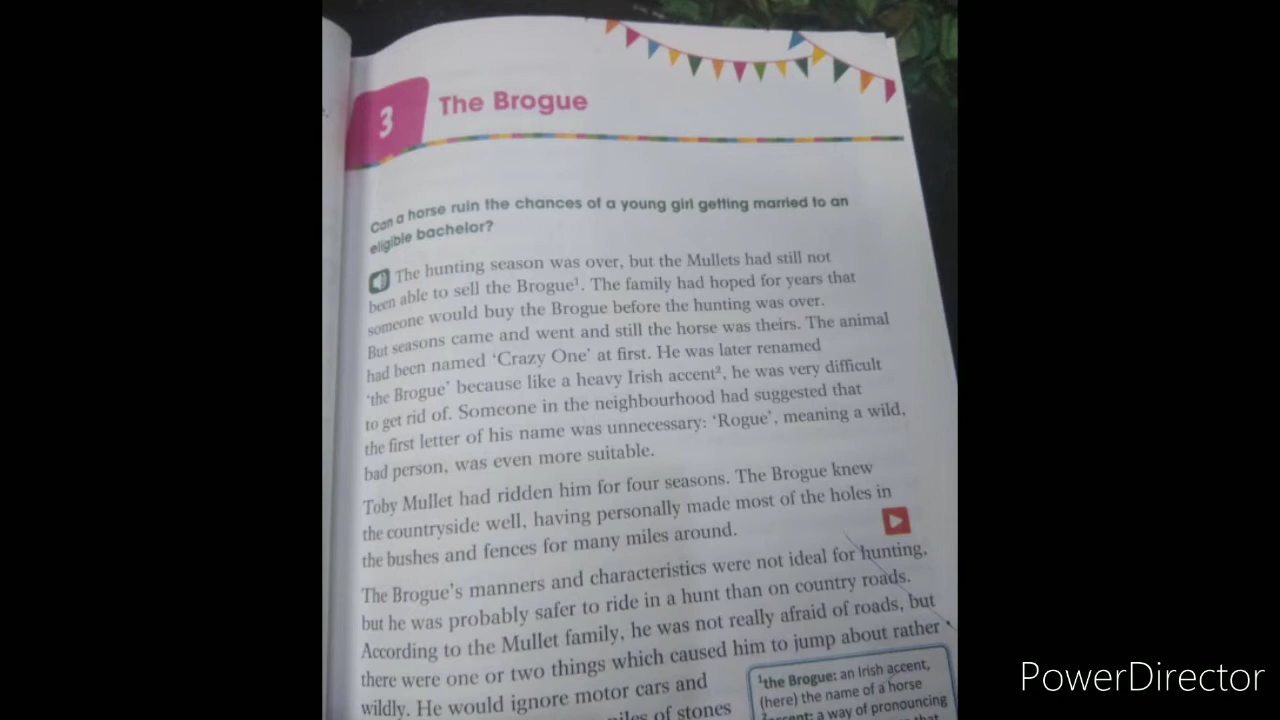 3
The Brogue
Can a horse ruin the chances of a young girl getting married to an
eligible bachelor?
The hunting season was over, but the Mullets had still not
been able to sell the Brogue¹. The family had hoped for years that
someone would buy the Brogue before the hunting was over.
But seasons came and went and still the horse was theirs. The animal
had been named ‘Crazy One’ at first. He was later renamed
‘the Brogue’ because like a heavy Irish accent², he was very difficult
to get rid of. Someone in the neighbourhood had suggested that
the first letter of his name was unnecessary: ‘Rogue’, meaning a wild,
bad person, was even more suitable.
Toby Mullet had ridden him for four seasons. The Brogue knew
the countryside well, having personally made most of the holes in
the bushes and fences for many miles around.
The Brogue’s manners and characteristics were not ideal for hunting,
but he was probably safer to ride in a hunt than on country roads.
According to the Mullet family, he was not really afraid of roads, but
there were one or two things which caused him to jump about rather
wildly. He would ignore motor cars and
of stones
¹the Brogue: an Irish accent,
(here) the name of a horse
a way of pronouncing
that
PowerDirector